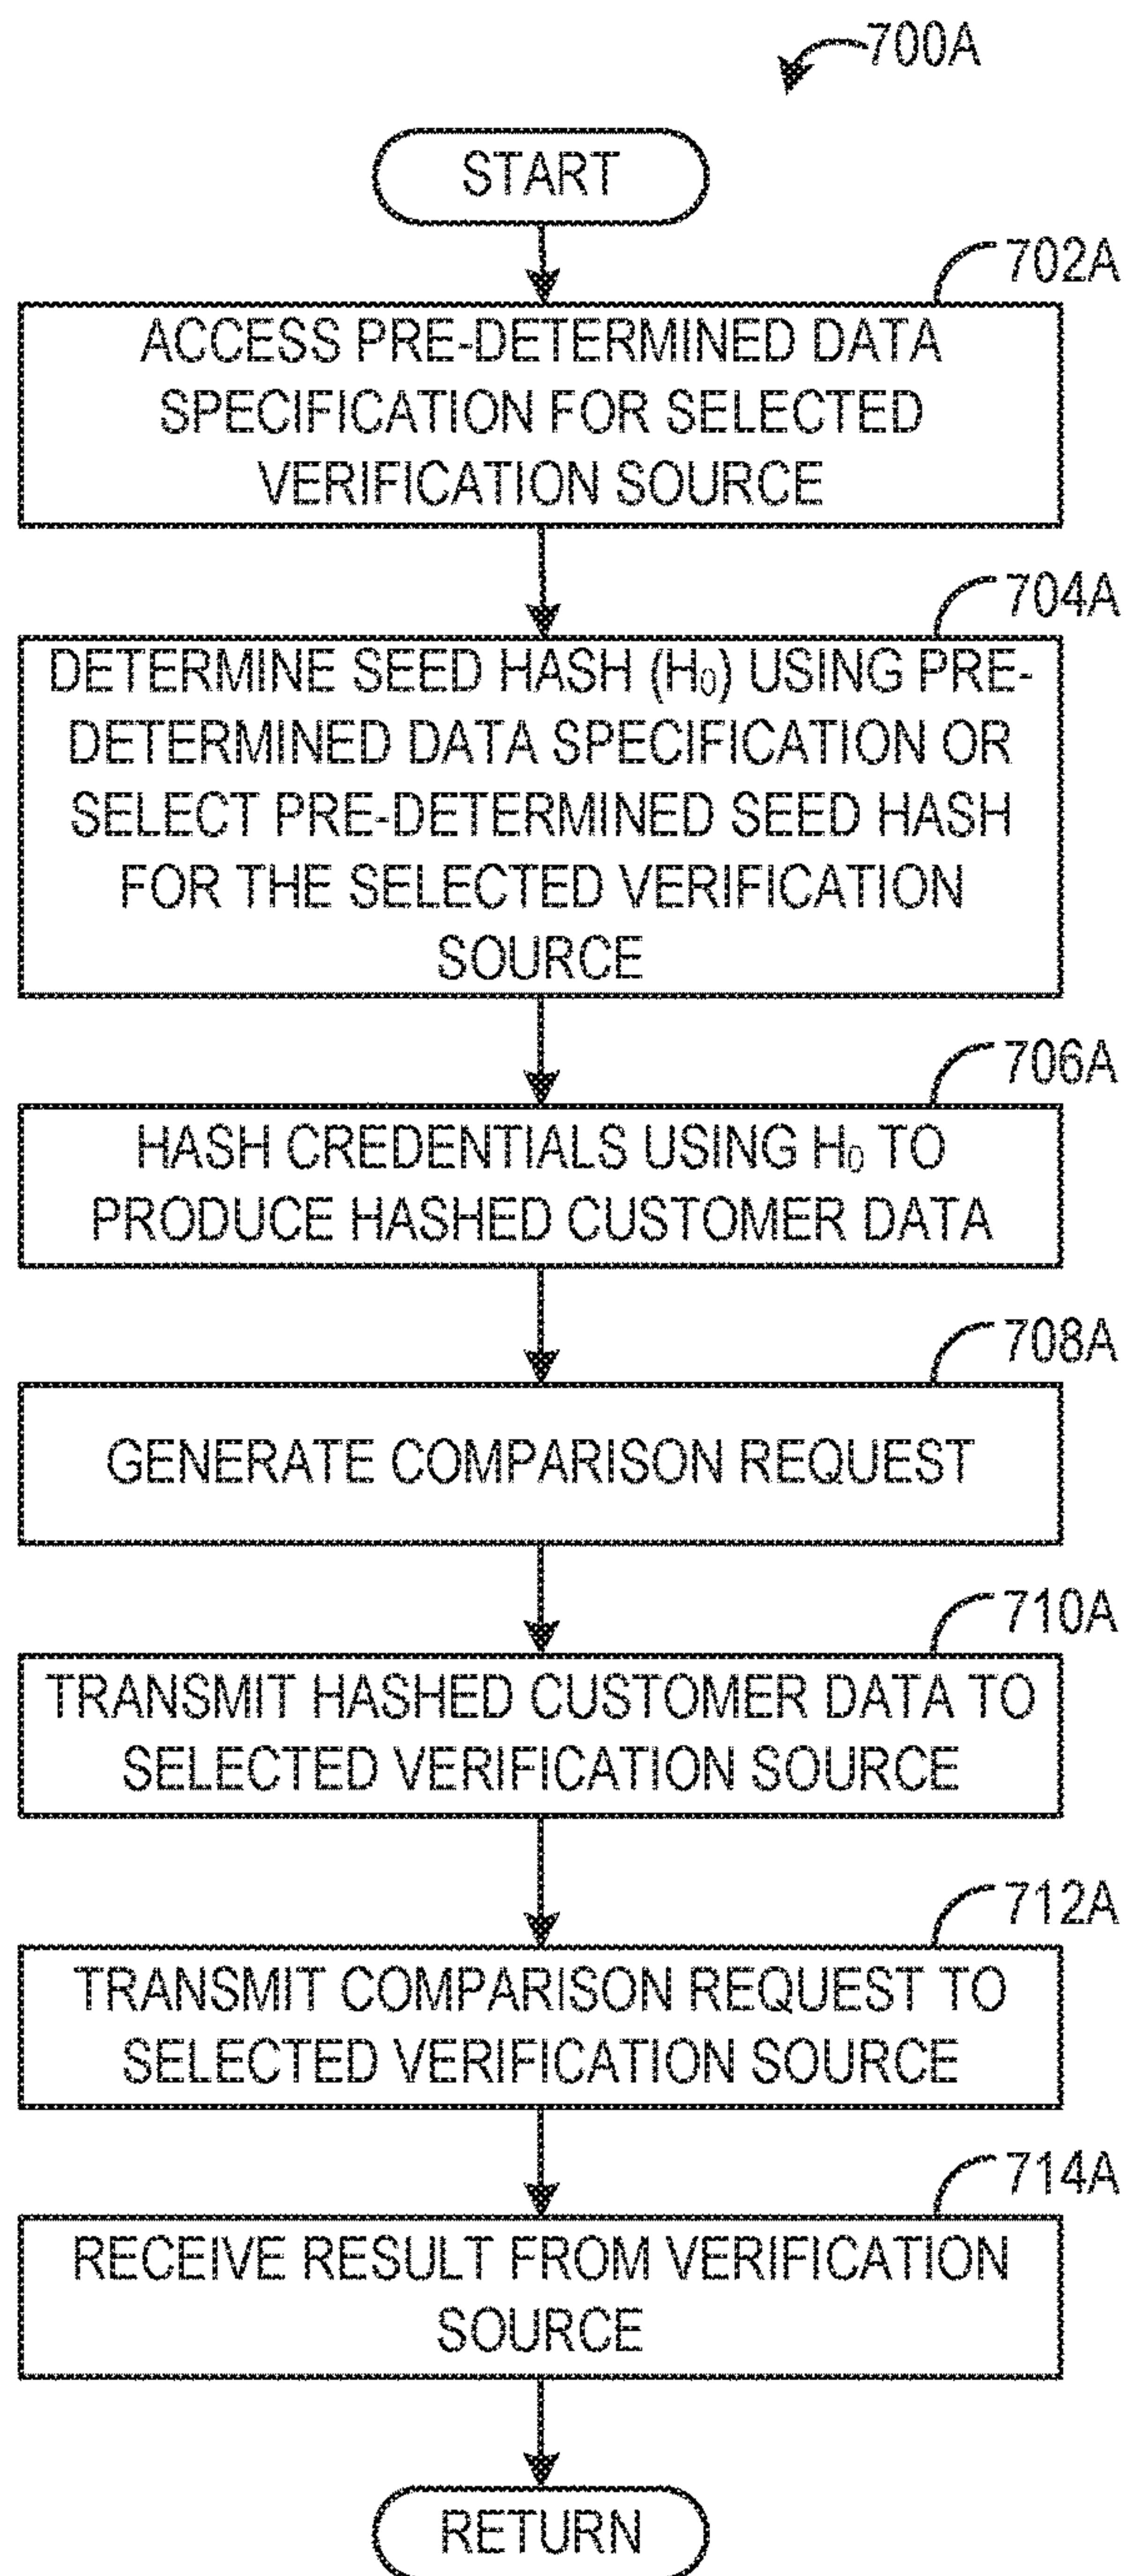 700A
START
702A
ACCESS PRE-DETERMINED DATA
SPECIFICATION FOR SELECTED
VERIFICATION SOURCE
704A
DETERMINE SEED HASH (H₀) USING PRE-
DETERMINED DATA SPECIFICATION OR
SELECT PRE-DETERMINED SEED HASH
FOR THE SELECTED VERIFICATION
SOURCE
706A
HASH CREDENTIALS USING H₀ TO
PRODUCE HASHED CUSTOMER DATA
708A
GENERATE COMPARISON REQUEST
710A
TRANSMIT HASHED CUSTOMER DATA TO
SELECTED VERIFICATION SOURCE
712A
TRANSMIT COMPARISON REQUEST TO
SELECTED VERIFICATION SOURCE
714A
RECEIVE RESULT FROM VERIFICATION
SOURCE
RETURN